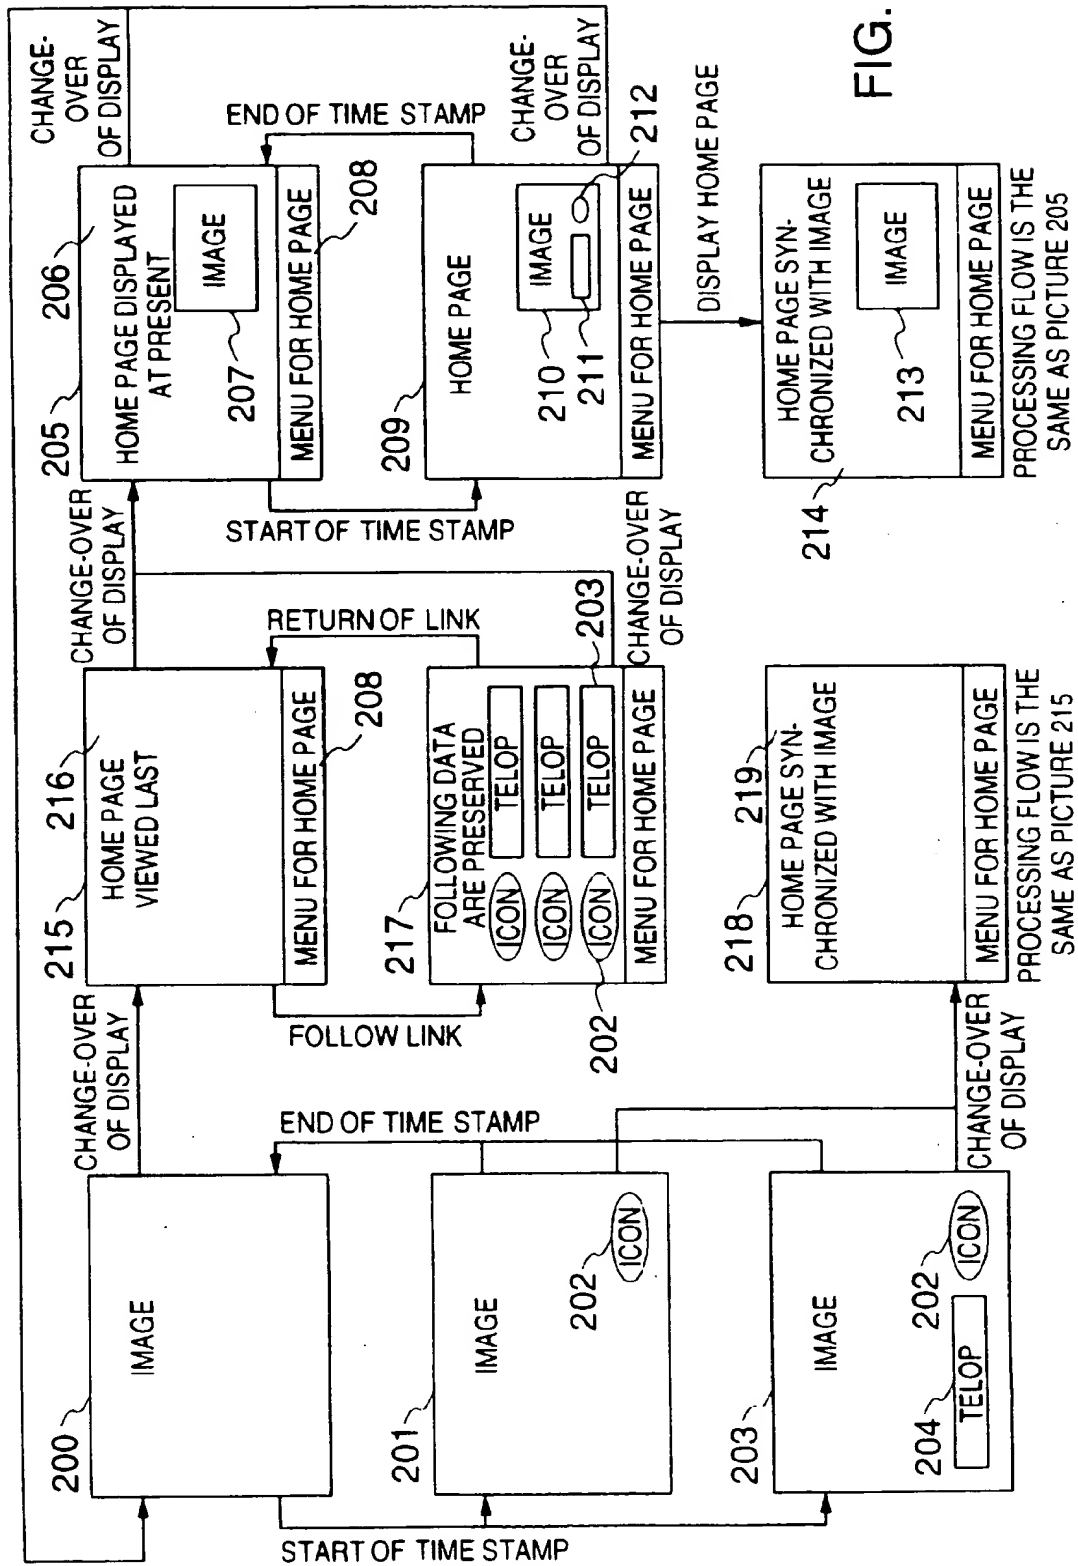 FIG.
CHANGE-OVER
OF DISPLAY
CHANGE-OVER
OF DISPLAY
CHANGE-
OVER
OF DISPLAY
200
IMAGE
215
216
HOME PAGE
VIEWED LAST
MENU FOR HOME PAGE
208
205
206
HOME PAGE DISPLAYED
AT PRESENT
207
IMAGE
MENU FOR HOME PAGE
208
END OF TIME STAMP
FOLLOW LINK
RETURN OF LINK
START OF TIME STAMP
END OF TIME STAMP
201
IMAGE
202
ICON
217
FOLLOWING DATA
ARE PRESERVED
ICON
TELOP
ICON
TELOP
ICON
TELOP
202
203
MENU FOR HOME PAGE
CHANGE-OVER
OF DISPLAY
209
HOME PAGE
210
IMAGE
211
212
MENU FOR HOME PAGE
CHANGE-
OVER
OF DISPLAY
DISPLAY HOME PAGE
203
IMAGE
204
TELOP
202
ICON
START OF TIME STAMP
CHANGE-OVER
OF DISPLAY
218
219
HOME PAGE SYN-
CHRONIZED WITH IMAGE
MENU FOR HOME PAGE
PROCESSING FLOW IS THE
SAME AS PICTURE 215
214
HOME PAGE SYN-
CHRONIZED WITH IMAGE
213
IMAGE
MENU FOR HOME PAGE
PROCESSING FLOW IS THE
SAME AS PICTURE 205